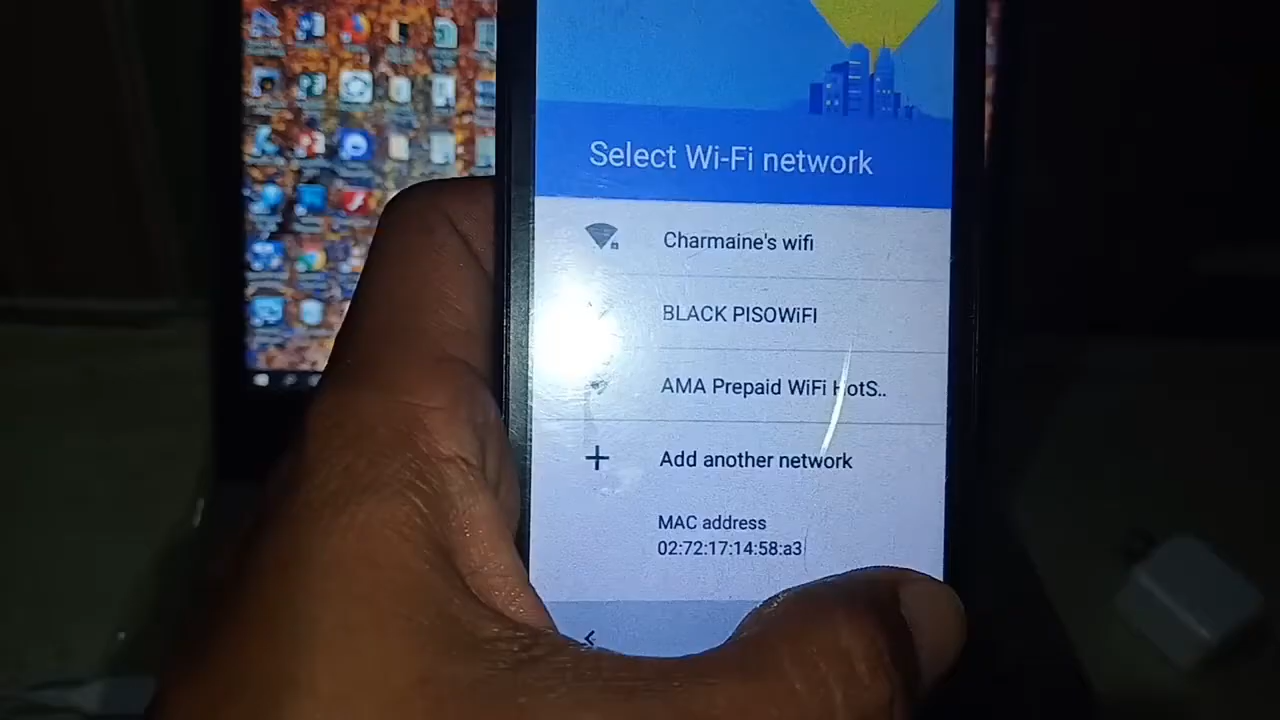 Select Wi-Fi network
Charmaine's wifi
BLACK PISOWiFI
AMA Prepaid WiFi HotS..
Add another network
MAC address
02:72:17:14:58:a3